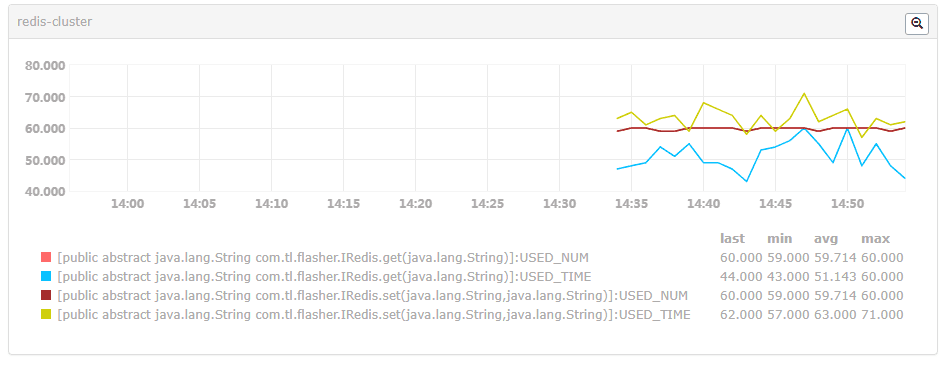 redis-cluster
80.000
70.000
60.000
50.000
40.000
14:00 14:05 14:10 14:15 14:20 14:25 14:30 14:35 14:40 14:45 14:50
last min avg max
[public abstract java.lang.String com.tl.flasher.IRedis.get(java.lang.String)]:USED_NUM 60.000 59.000 59.714 60.000
[public abstract java.lang.String com.tl.flasher.IRedis.get(java.lang.String)]:USED_TIME 44.000 43.000 51.143 60.000
[public abstract java.lang.String com.tl.flasher.IRedis.set(java.lang.String,java.lang.String)]:USED_NUM 60.000 59.000 59.714 60.000
[public abstract java.lang.String com.tl.flasher.IRedis.set(java.lang.String,java.lang.String)]:USED_TIME 62.000 57.000 63.000 71.000